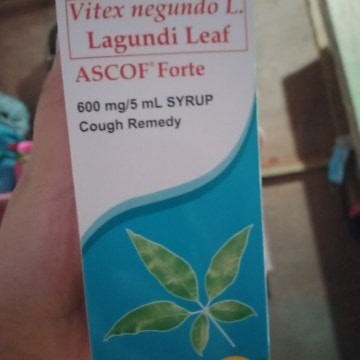 Vitex negundo L.
Lagundi Leaf
ASCOF® Forte
600 mg/5 mL SYRUP
Cough Remedy